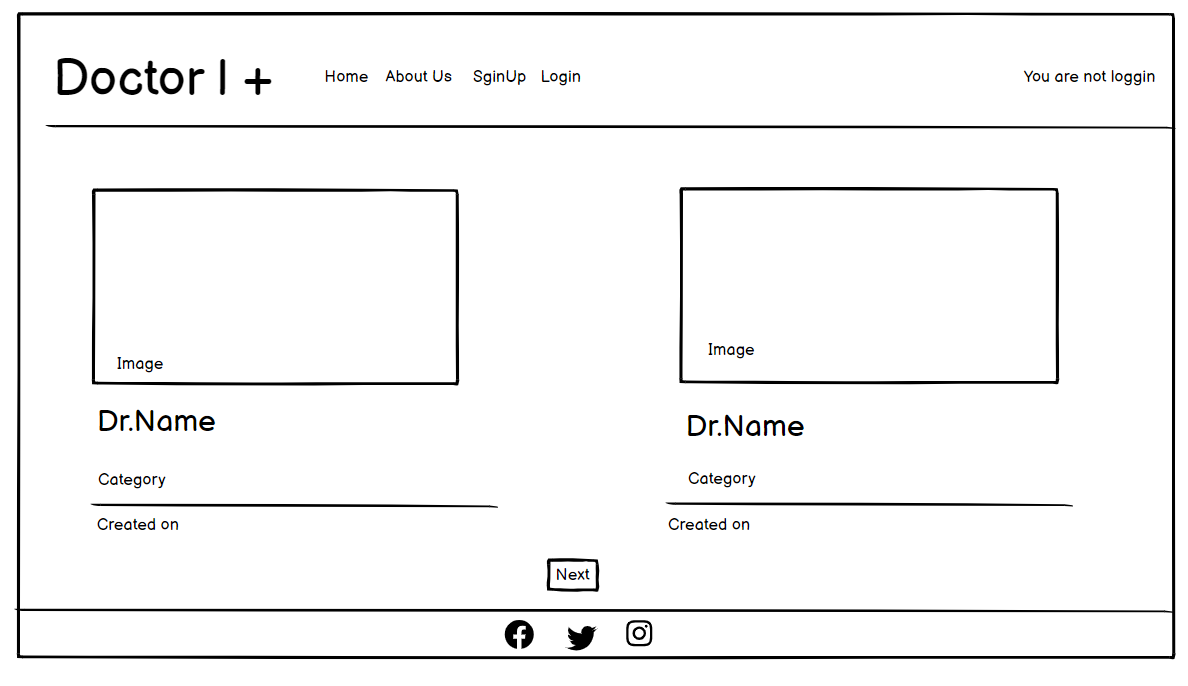 Doctor | + Home About Us SginUp Login You are not loggin
Image Image
Dr.Name Dr.Name
Category Category
Created on Created on
Next